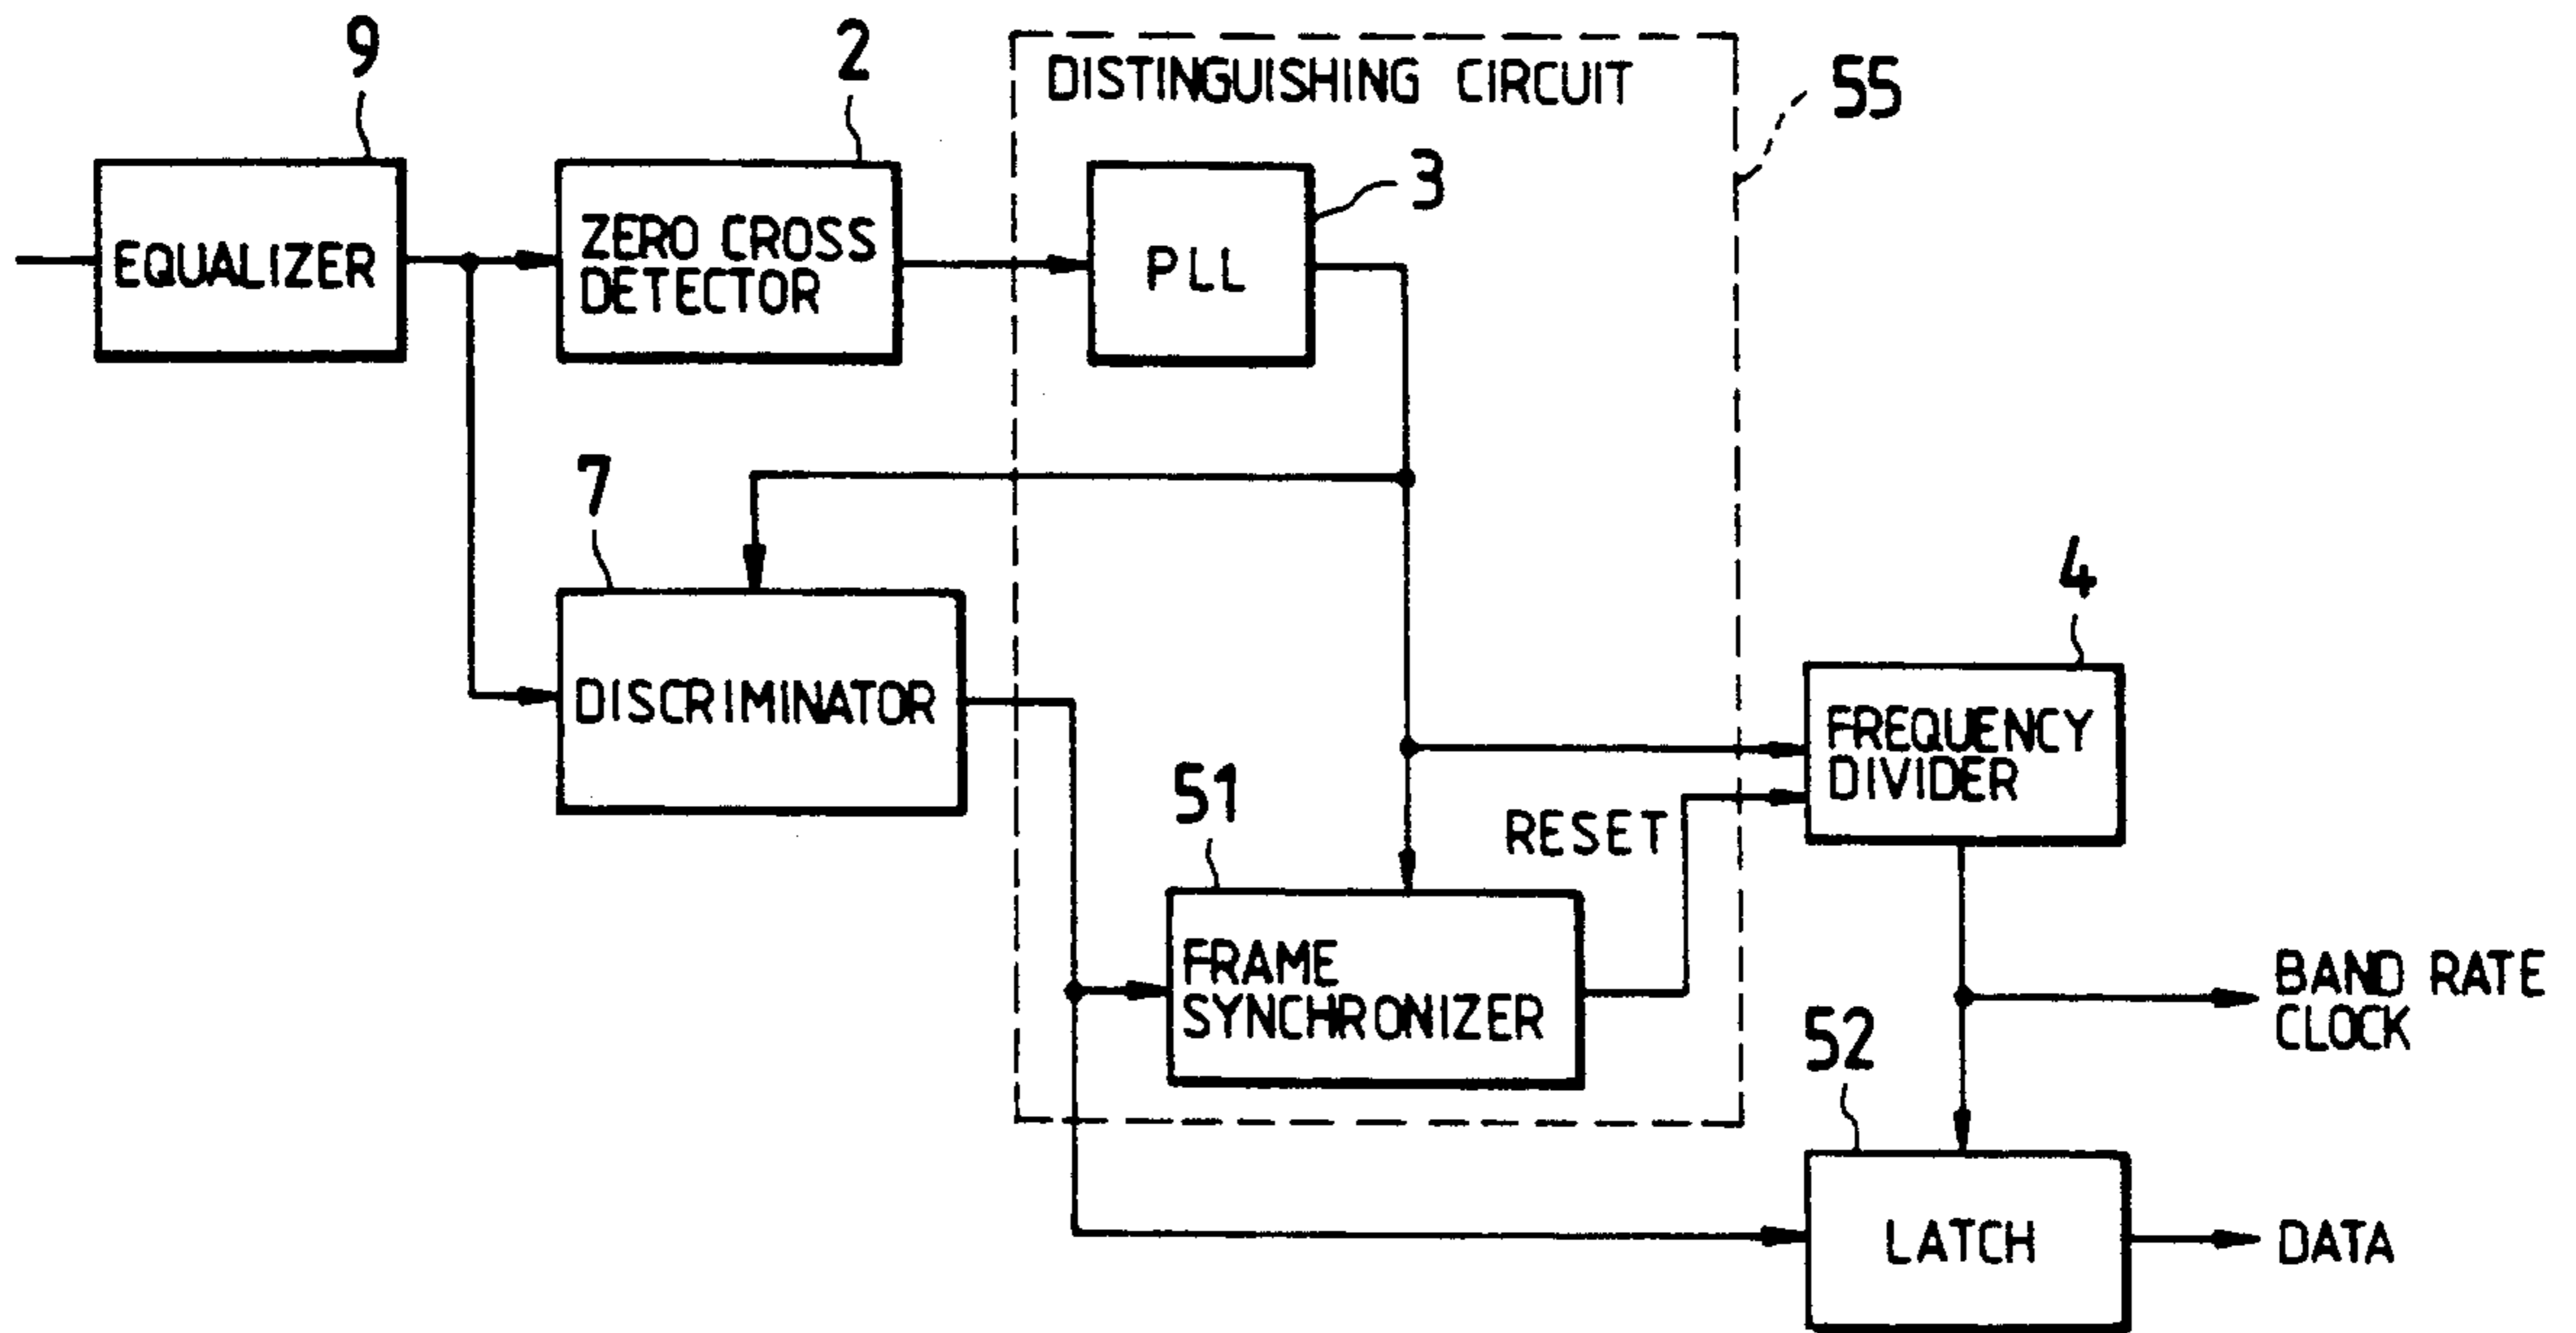 9
2
DISTINGUISHING CIRCUIT
55
EQUALIZER
ZERO CROSS
DETECTOR
PLL
3
7
DISCRIMINATOR
4
FREQUENCY
DIVIDER
51
RESET
FRAME
SYNCHRONIZER
BAND RATE
CLOCK
52
LATCH
DATA